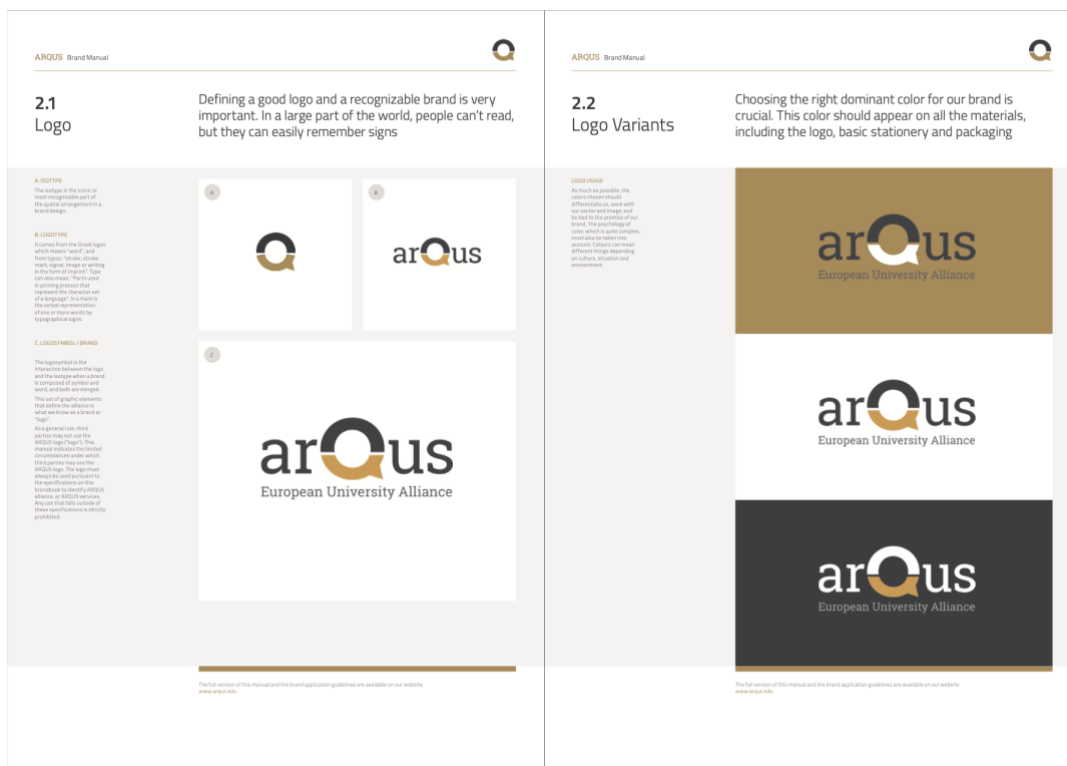 ARQUS Brand Manual
2.1
Logo
Defining a good logo and a recognizable brand is very
important. In a large part of the world, people can't read,
but they can easily remember signs
A. ISOTYPE
The isotype is the iconic or
most recognizable part of
the spatial arrangement in a
brand design.
B. LOGOTYPE
It comes from the Greek logos
which means "word", and
from typos: "stroke, stroke
mark, signal, image or writing
in the form of imprint". Type
can also mean: "Parts used
in printing presses that
represent the character set
of a language". In a mark is
the verbal representation
of one or more words by
typographical signs.
C. LOGOSYMBOL / BRAND
The logosymbol is the
interaction between the logo
and the isotype when a brand
is composed of symbol and
word, and both are merged.
This set of graphic elements
that define the alliance is
what we know as a brand or
"logo".
As a general rule, third
parties may not use the
ARQUS logo ("logo"). This
manual indicates the limited
circumstances under which
third parties may use the
ARQUS logo. The logo must
always be used pursuant to
the specifications on this
brandbook to identify ARQUS
alliance, or ARQUS services.
Any use that falls outside of
these specifications is strictly
prohibited.
A
B
arQus
C
arQus
European University Alliance
The full version of this manual and the brand application guidelines are available on our website
www.arqus.edu
ARQUS Brand Manual
2.2
Logo Variants
Choosing the right dominant color for our brand is
crucial. This color should appear on all the materials,
including the logo, basic stationery and packaging
LOGO USAGE
As much as possible, the
colors chosen should
differentiate us, work with
our vector and image, and
be tied to the promise of our
brand. The psychology of
color, which is quite complex,
must also be taken into
account. Colours can mean
different things depending
on culture, situation and
environment.
arQus
European University Alliance
arQus
European University Alliance
arQus
European University Alliance
The full version of this manual and the brand application guidelines are available on our website
www.arqus.edu